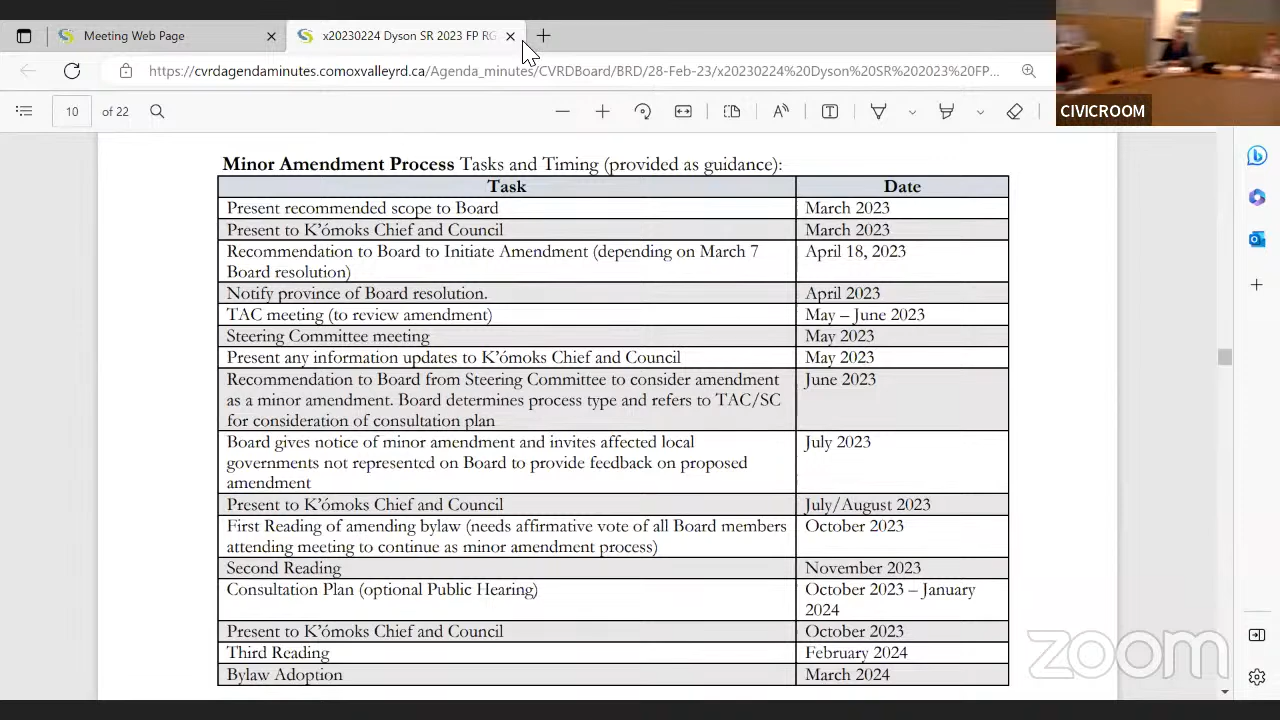 Meeting Web Page
x20230224 Dyson SR 2023 FP RG
https://cvrdagendaminutes.comoxvalleyrd.ca/Agenda_minutes/CVRDBoard/BRD/28-Feb-23/x20230224%20Dyson%20SR%202023%20FP...
10 of 22
CIVICROOM
Minor Amendment Process Tasks and Timing (provided as guidance):
Task Date
Present recommended scope to Board March 2023
Present to K'ómoks Chief and Council March 2023
Recommendation to Board to Initiate Amendment (depending on March 7 April 18, 2023
Board resolution)
Notify province of Board resolution. April 2023
TAC meeting (to review amendment) May – June 2023
Steering Committee meeting May 2023
Present any information updates to K'ómoks Chief and Council May 2023
Recommendation to Board from Steering Committee to consider amendment June 2023
as a minor amendment. Board determines process type and refers to TAC/SC
for consideration of consultation plan
Board gives notice of minor amendment and invites affected local July 2023
governments not represented on Board to provide feedback on proposed
amendment
Present to K'ómoks Chief and Council July/August 2023
First Reading of amending bylaw (needs affirmative vote of all Board members October 2023
attending meeting to continue as minor amendment process)
Second Reading November 2023
Consultation Plan (optional Public Hearing) October 2023 – January
2024
Present to K'ómoks Chief and Council October 2023
Third Reading February 2024
Bylaw Adoption March 2024
zoom